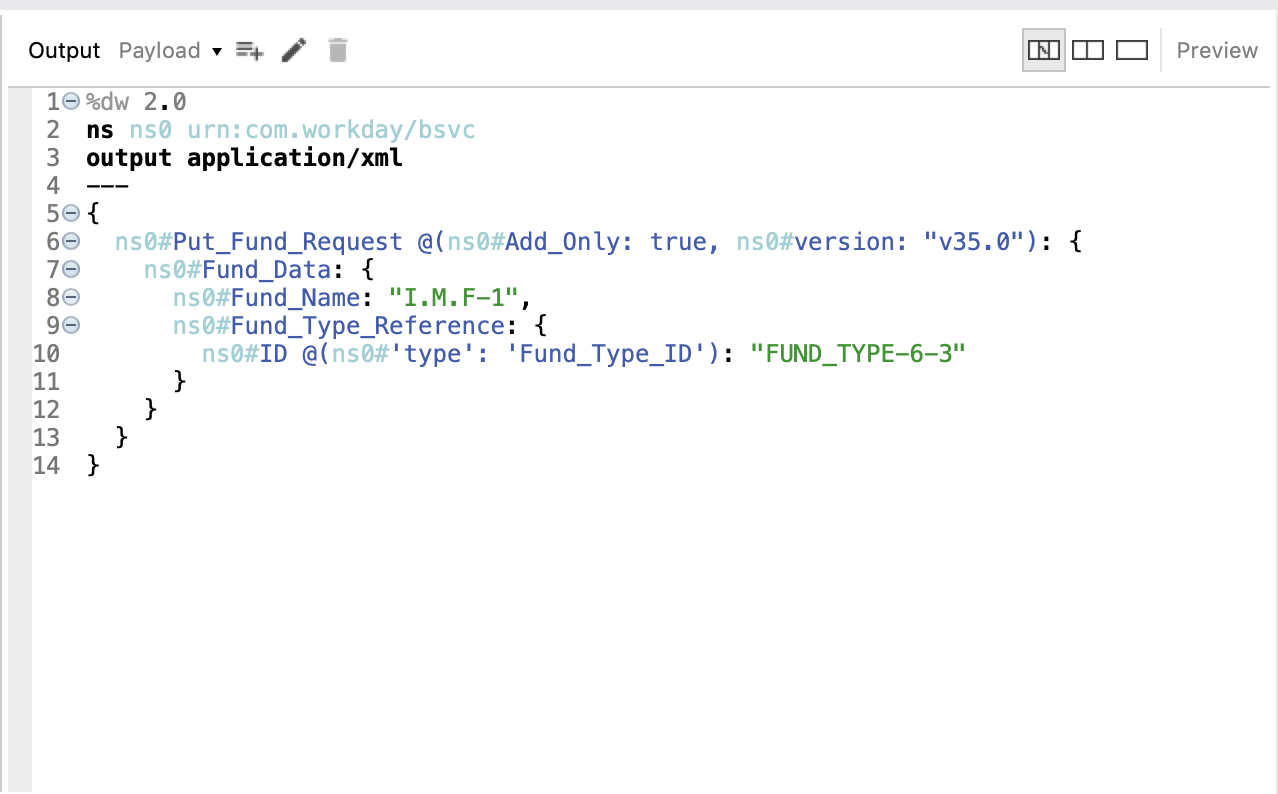 Output Payload Preview
1 %dw 2.0
2 ns ns0 urn:com.workday/bsvc
3 output application/xml
4 ---
5 {
6 ns0#Put_Fund_Request @(ns0#Add_Only: true, ns0#version: "v35.0"): {
7 ns0#Fund_Data: {
8 ns0#Fund_Name: "I.M.F-1",
9 ns0#Fund_Type_Reference: {
10 ns0#ID @(ns0#'type': 'Fund_Type_ID'): "FUND_TYPE-6-3"
11 }
12 }
13 }
14 }